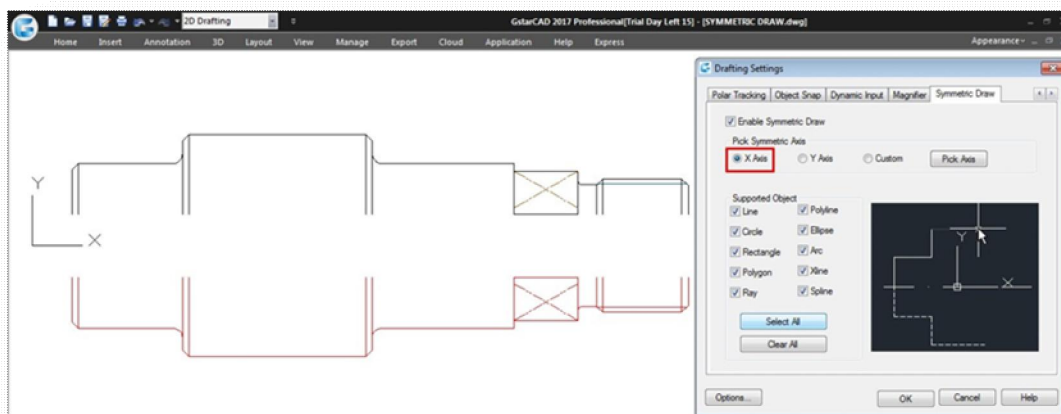 2D Drafting
GstarCAD 2017 Professional[Trial Day Left 15] - [SYMMETRIC DRAW.dwg]
Home Insert Annotation 3D Layout View Manage Export Cloud Application Help Express Appearance
Y
X
Drafting Settings
Polar Tracking Object Snap Dynamic Input Magnifier Symmetric Draw
Enable Symmetric Draw
Pick Symmetric Axis
X Axis Y Axis Custom Pick Axis
Supported Object
Line Polyline
Circle Ellipse
Rectangle Arc
Polygon Xline
Ray Spline
Select All
Clear All
Y
X
Options... OK Cancel Help